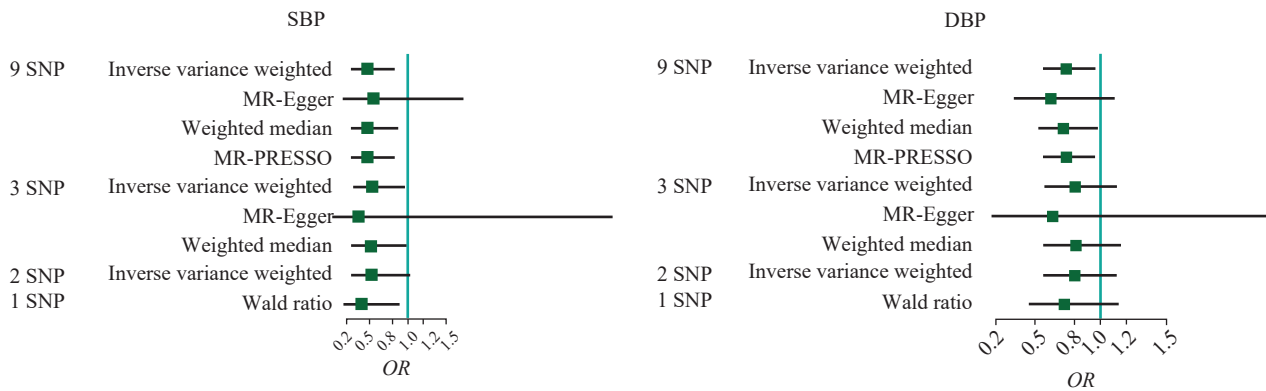 SBP
9 SNP Inverse variance weighted
MR-Egger
Weighted median
MR-PRESSO
3 SNP Inverse variance weighted
MR-Egger
Weighted median
2 SNP Inverse variance weighted
1 SNP Wald ratio
0.2 0.5 0.8 1.0 1.2 1.5
OR
DBP
9 SNP Inverse variance weighted
MR-Egger
Weighted median
MR-PRESSO
3 SNP Inverse variance weighted
MR-Egger
Weighted median
2 SNP Inverse variance weighted
1 SNP Wald ratio
0.2 0.5 0.8 1.0 1.2 1.5
OR